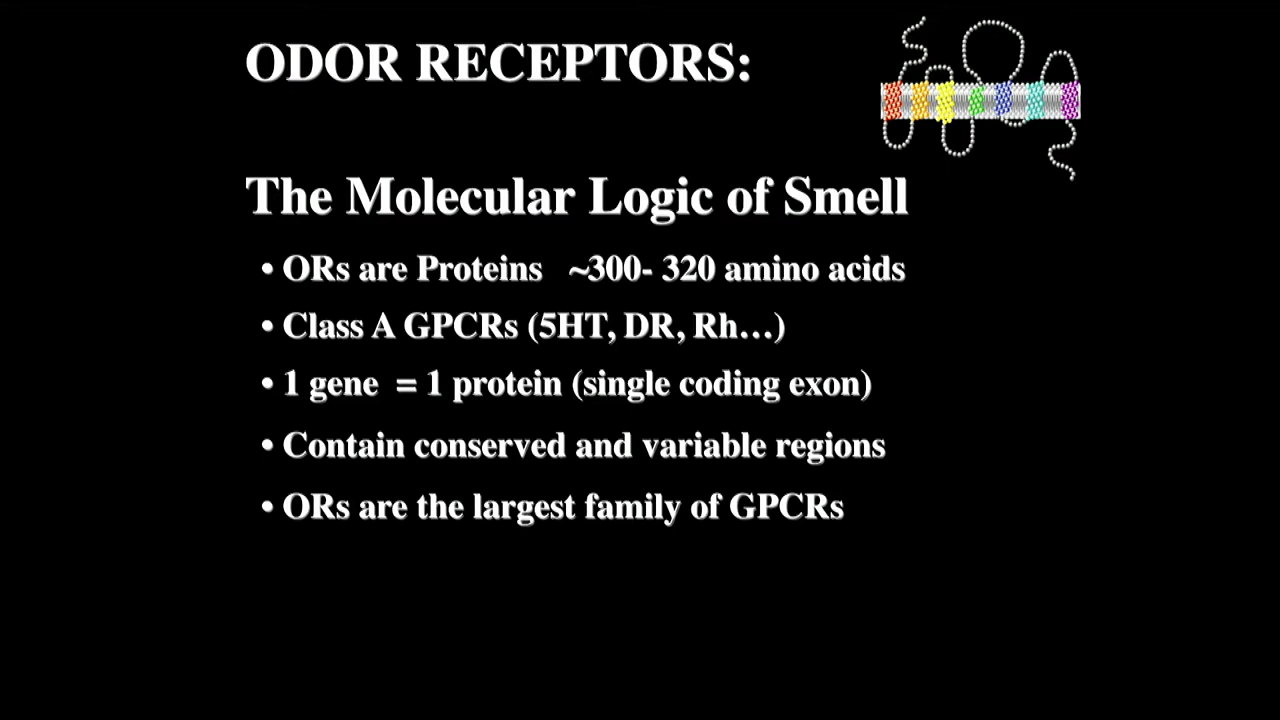 ODOR RECEPTORS:
The Molecular Logic of Smell
• ORs are Proteins ~300- 320 amino acids
• Class A GPCRs (5HT, DR, Rh…)
• 1 gene = 1 protein (single coding exon)
• Contain conserved and variable regions
• ORs are the largest family of GPCRs